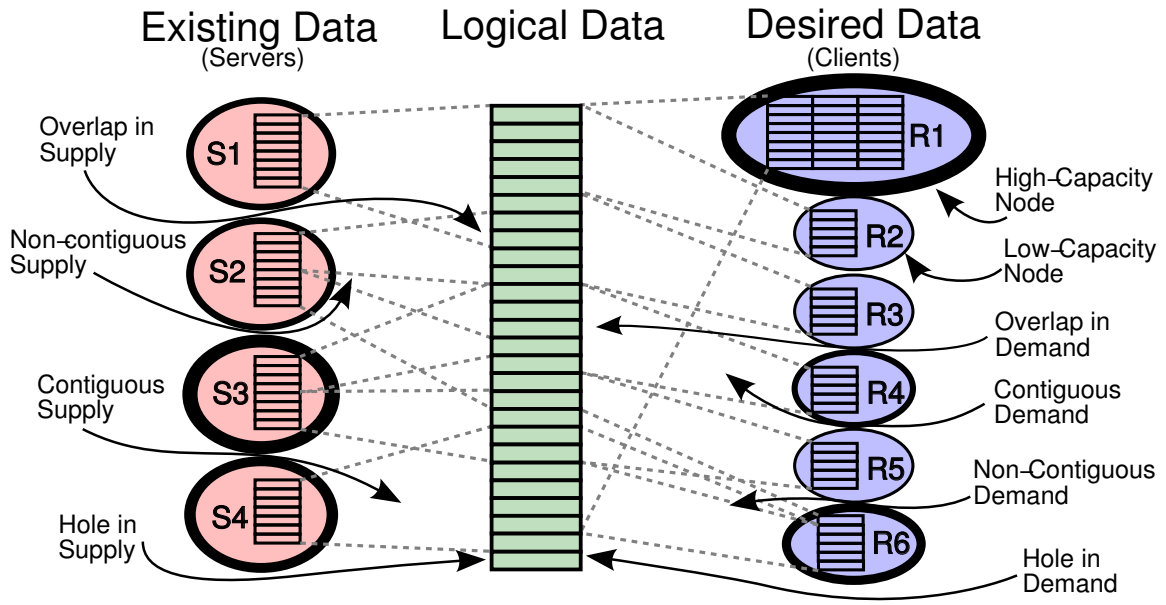 Existing Data
(Servers)
Logical Data
Desired Data
(Clients)
Overlap in
Supply
Non-contiguous
Supply
Contiguous
Supply
Hole in
Supply
S1
S2
S3
S4
R1
R2
R3
R4
R5
R6
High-Capacity
Node
Low-Capacity
Node
Overlap in
Demand
Contiguous
Demand
Non-Contiguous
Demand
Hole in
Demand